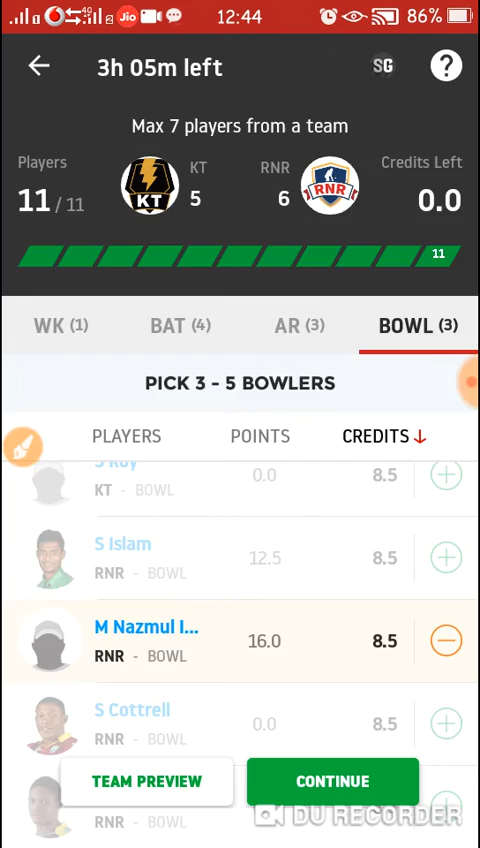 4G
2
Jio
12:44
86%
3h 05m left
SG
?
Max 7 players from a team
Players
KT
RNR
Credits Left
11 / 11
KT
5
6
RNR
0.0
11
WK (1)
BAT (4)
AR (3)
BOWL (3)
PICK 3 - 5 BOWLERS
PLAYERS
POINTS
CREDITS
S Roy
KT - BOWL
0.0
8.5
S Islam
RNR - BOWL
12.5
8.5
M Nazmul I...
RNR - BOWL
16.0
8.5
S Cottrell
RNR - BOWL
0.0
8.5
TEAM PREVIEW
CONTINUE
RNR - BOWL
DU RECORDER